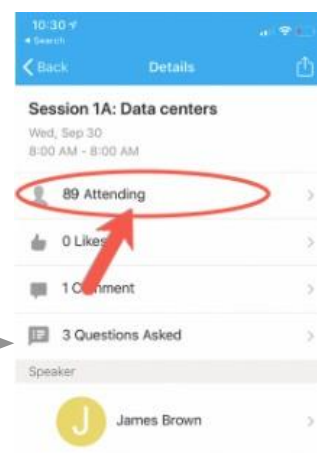 10:30
Search
Back Details
Session 1A: Data centers
Wed, Sep 30
8:00 AM - 8:00 AM
89 Attending
0 Likes
1 Comment
3 Questions Asked
Speaker
J James Brown